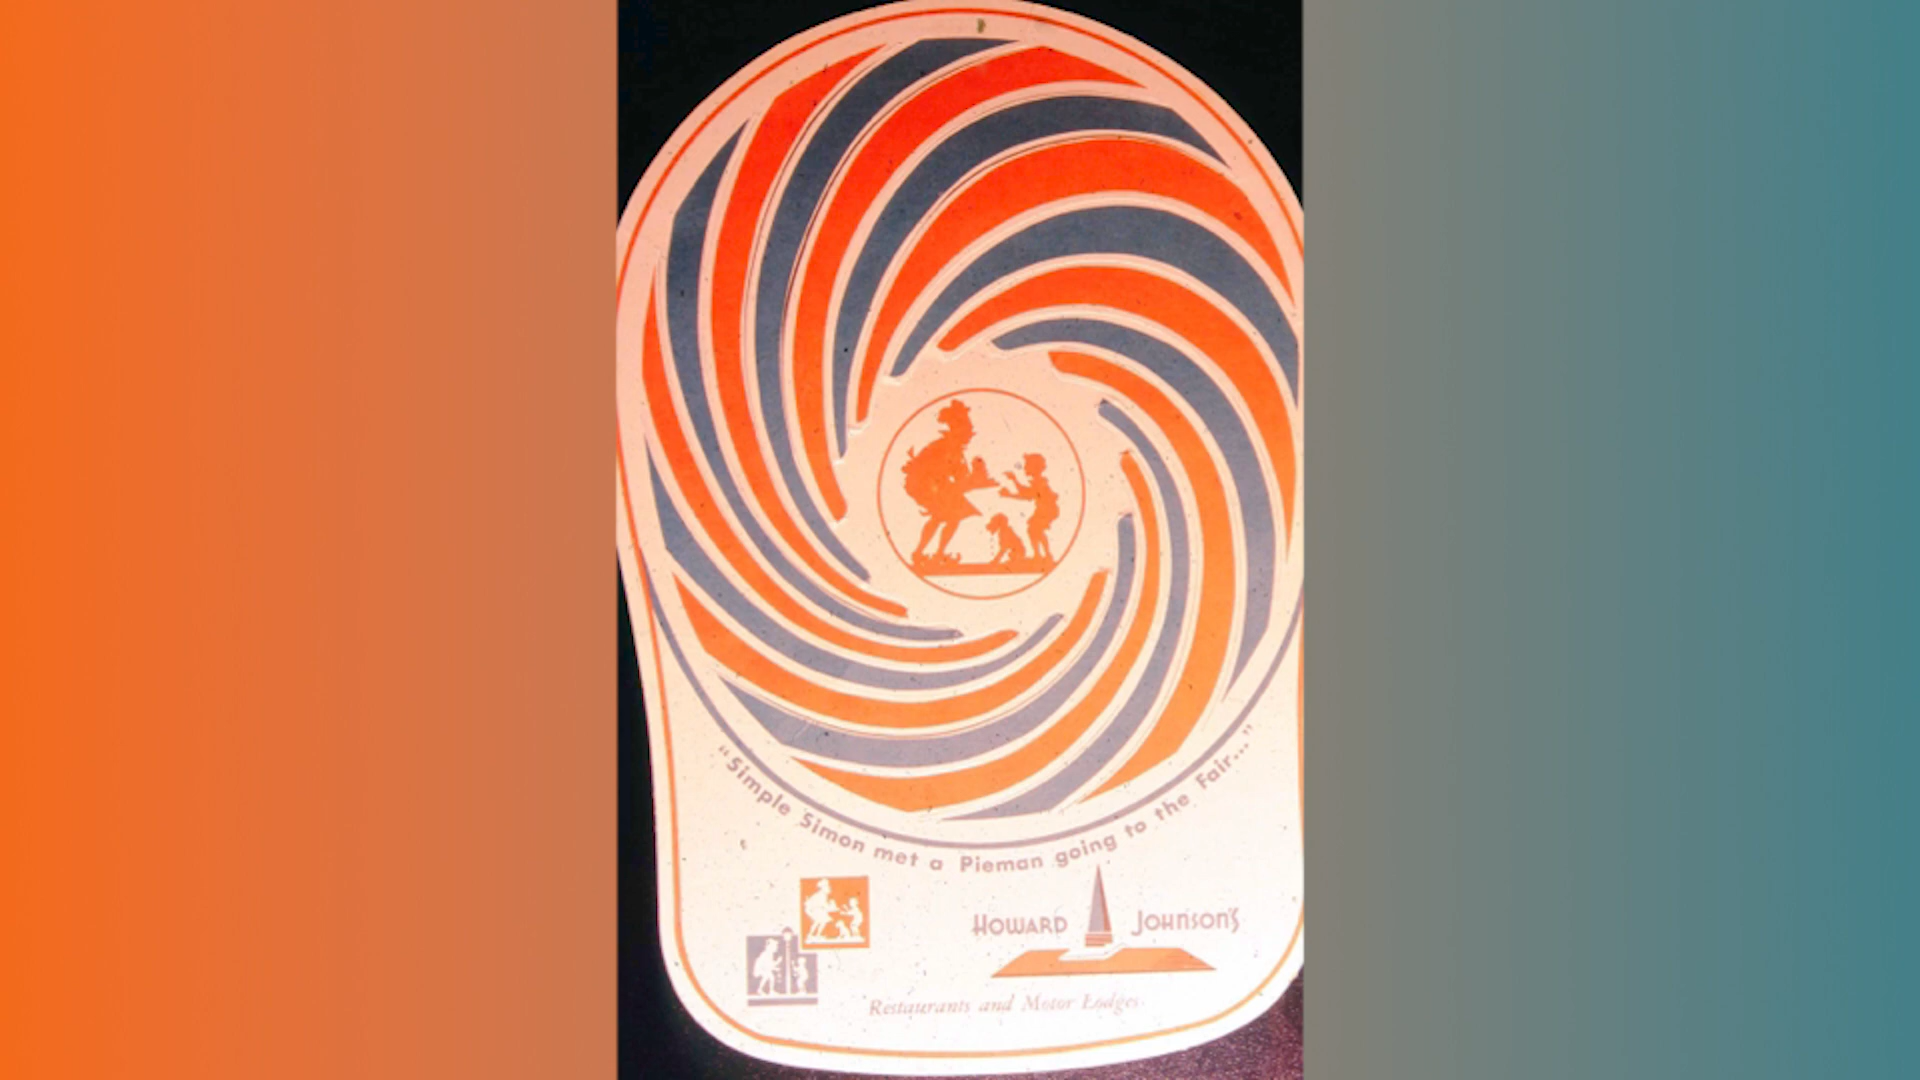 "Simple Simon met a Pieman going to the Fair..."
HOWARD JOHNSON'S
Restaurants and Motor Lodges